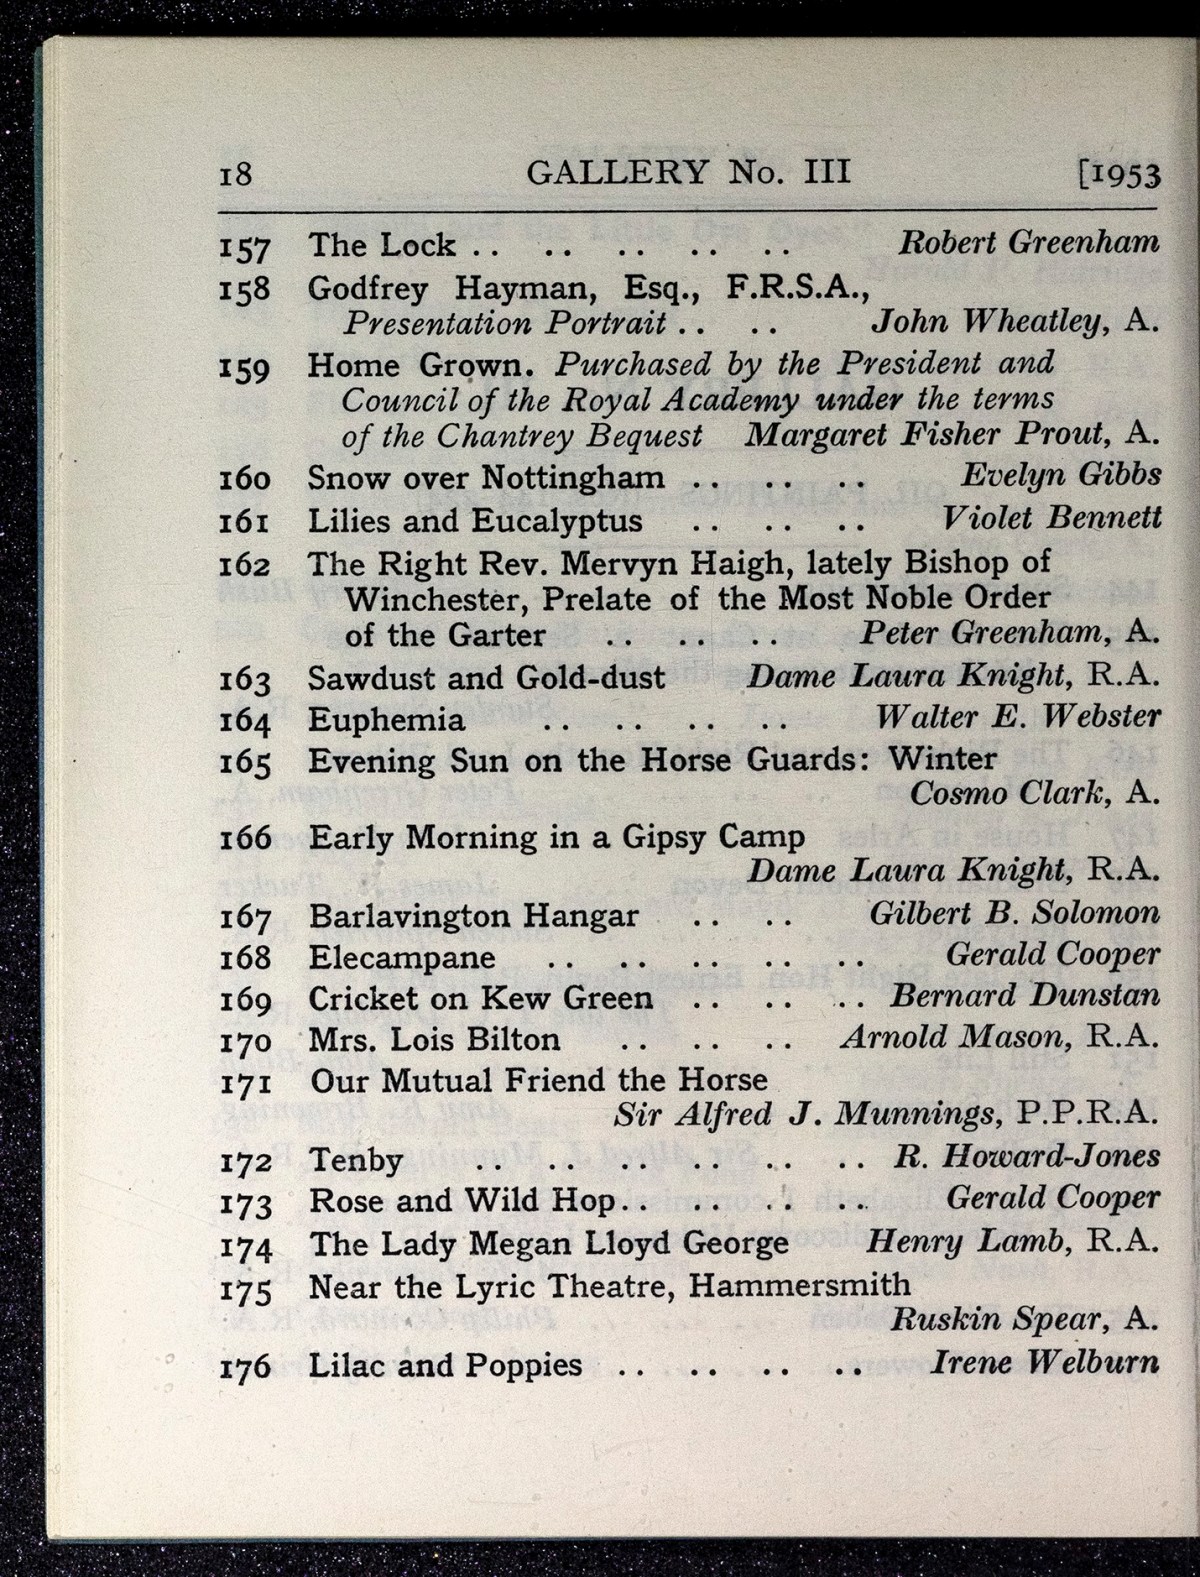 18 GALLERY No. III [1953
157 The Lock .. .. .. .. .. Robert Greenham
158 Godfrey Hayman, Esq., F.R.S.A.,
Presentation Portrait .. .. John Wheatley, A.
159 Home Grown. Purchased by the President and
Council of the Royal Academy under the terms
of the Chantrey Bequest Margaret Fisher Prout, A.
160 Snow over Nottingham .. .. .. Evelyn Gibbs
161 Lilies and Eucalyptus .. .. .. Violet Bennett
162 The Right Rev. Mervyn Haigh, lately Bishop of
Winchester, Prelate of the Most Noble Order
of the Garter .. .. .. Peter Greenham, A.
163 Sawdust and Gold-dust Dame Laura Knight, R.A.
164 Euphemia .. .. .. .. Walter E. Webster
165 Evening Sun on the Horse Guards: Winter
Cosmo Clark, A.
166 Early Morning in a Gipsy Camp
Dame Laura Knight, R.A.
167 Barlavington Hangar .. .. Gilbert B. Solomon
168 Elecampane .. .. .. .. .. Gerald Cooper
169 Cricket on Kew Green .. .. .. Bernard Dunstan
170 Mrs. Lois Bilton .. .. .. Arnold Mason, R.A.
171 Our Mutual Friend the Horse
Sir Alfred J. Munnings, P.P.R.A.
172 Tenby .. .. .. .. .. .. R. Howard-Jones
173 Rose and Wild Hop .. .. .. .. Gerald Cooper
174 The Lady Megan Lloyd George Henry Lamb, R.A.
175 Near the Lyric Theatre, Hammersmith
Ruskin Spear, A.
176 Lilac and Poppies .. .. .. .. Irene Welburn